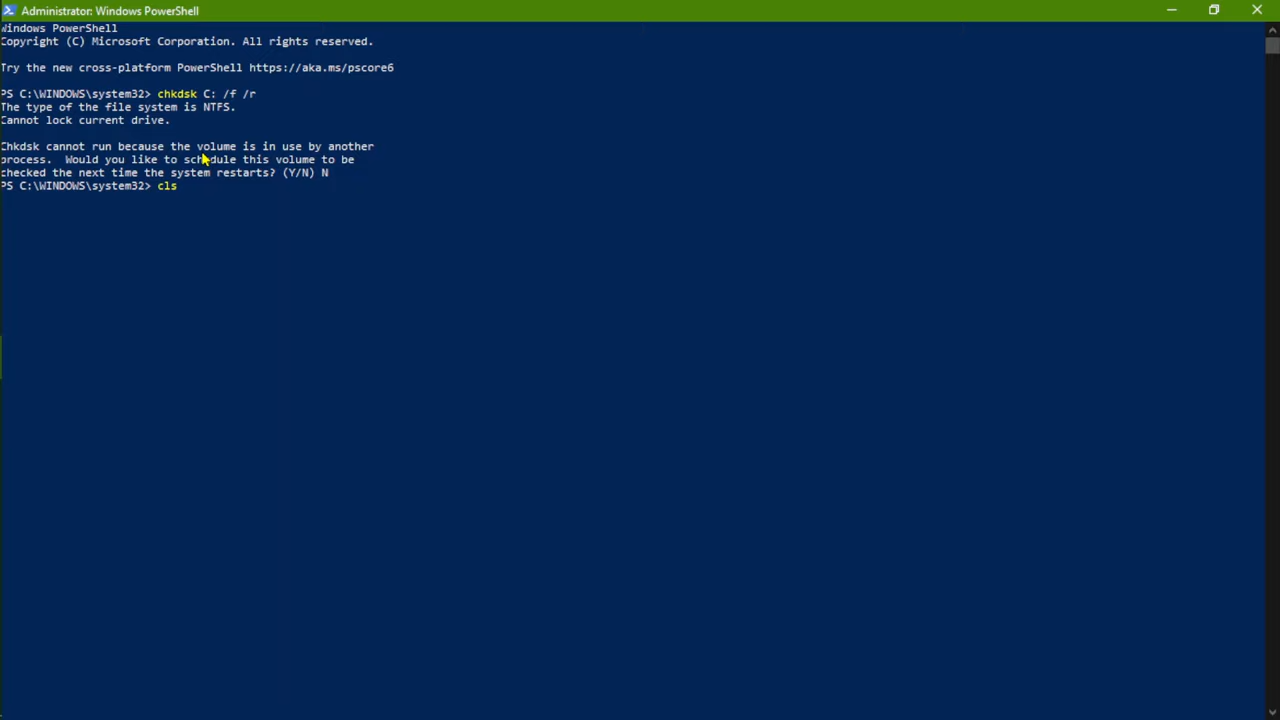 Administrator: Windows PowerShell
Windows PowerShell
Copyright (C) Microsoft Corporation. All rights reserved.
Try the new cross-platform PowerShell https://aka.ms/pscore6
PS C:\WINDOWS\system32> chkdsk C: /f /r
The type of the file system is NTFS.
Cannot lock current drive.
Chkdsk cannot run because the volume is in use by another
process.  Would you like to schedule this volume to be
checked the next time the system restarts? (Y/N) N
PS C:\WINDOWS\system32> cls